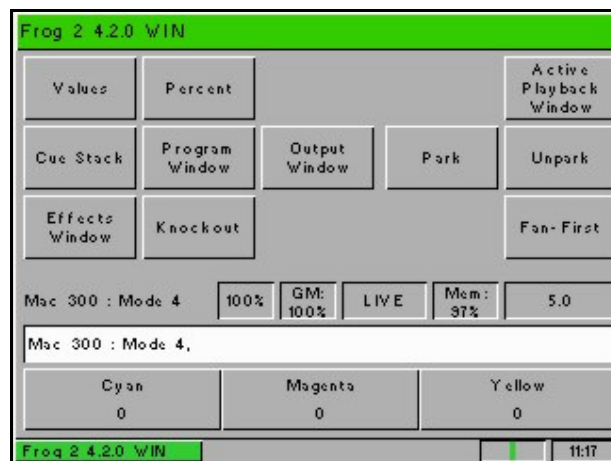 Frog 2 4.2.0 WIN
Values
Percent
Active
Playback
Window
Cue Stack
Program
Window
Output
Window
Park
Unpark
Effects
Window
Knockout
Fan-First
Mac 300 : Mode 4
100%
GM:
100%
LIVE
Mem:
97%
5.0
Mac 300 : Mode 4,
Cyan
0
Magenta
0
Yellow
0
Frog 2 4.2.0 WIN
11:17